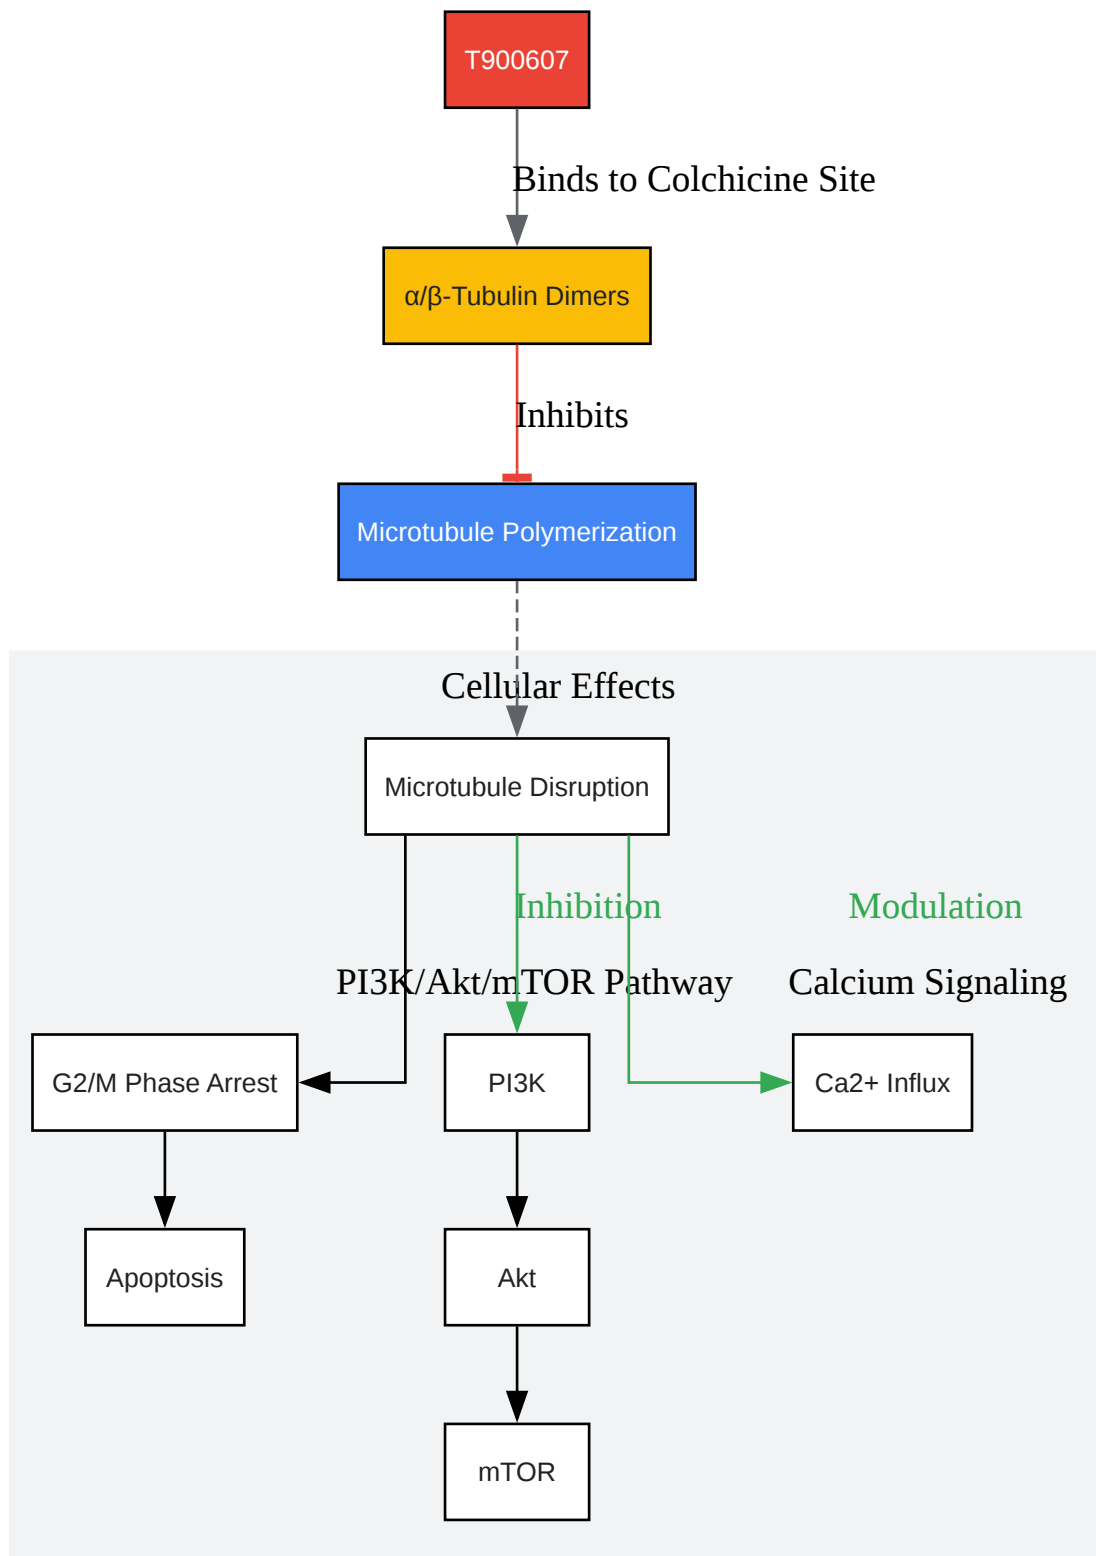 T900607
Binds to Colchicine Site
α/β-Tubulin Dimers
Inhibits
Microtubule Polymerization
Cellular Effects
Microtubule Disruption
Inhibition
Modulation
PI3K/Akt/mTOR Pathway
Calcium Signaling
G2/M Phase Arrest
PI3K
Ca2+ Influx
Apoptosis
Akt
mTOR